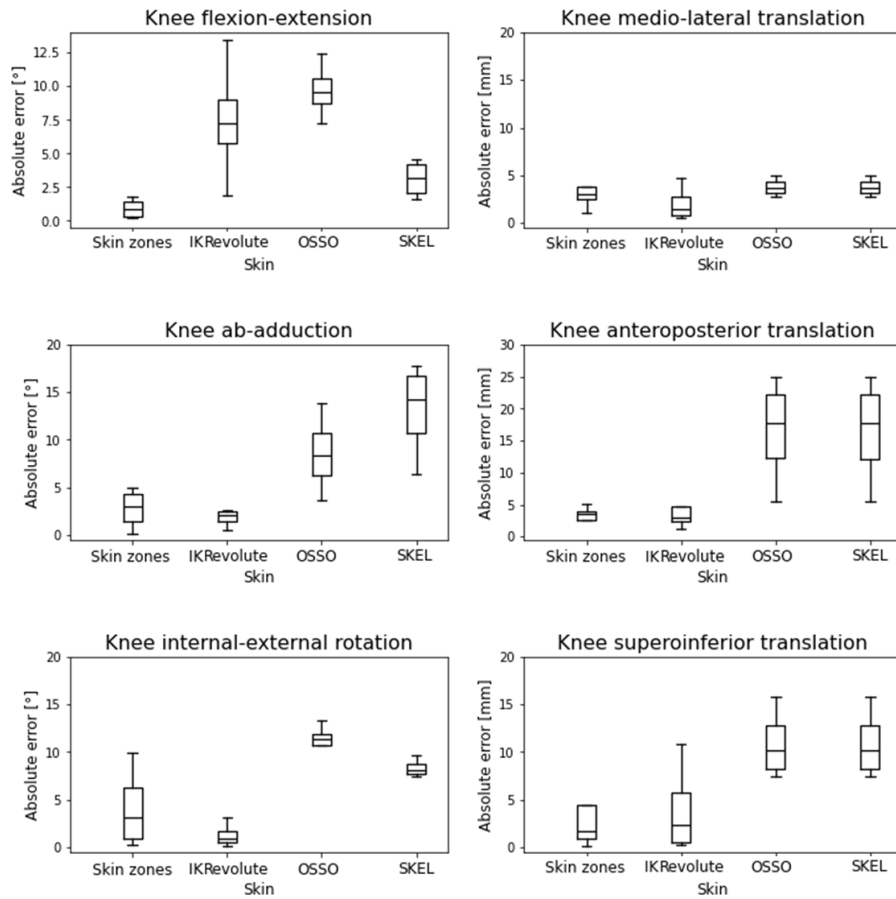 Knee flexion-extension
Absolute error [°]
12.5
10.0
7.5
5.0
2.5
0.0
Skin zones IKRevolute OSSO SKEL
Skin
Knee medio-lateral translation
Absolute error [mm]
20
15
10
5
0
Skin zones IKRevolute OSSO SKEL
Skin
Knee ab-adduction
Absolute error [°]
20
15
10
5
0
Skin zones IKRevolute OSSO SKEL
Skin
Knee anteroposterior translation
Absolute error [mm]
30
25
20
15
10
5
0
Skin zones IKRevolute OSSO SKEL
Skin
Knee internal-external rotation
Absolute error [°]
20
15
10
5
0
Skin zones IKRevolute OSSO SKEL
Skin
Knee superoinferior translation
Absolute error [mm]
20
15
10
5
0
Skin zones IKRevolute OSSO SKEL
Skin